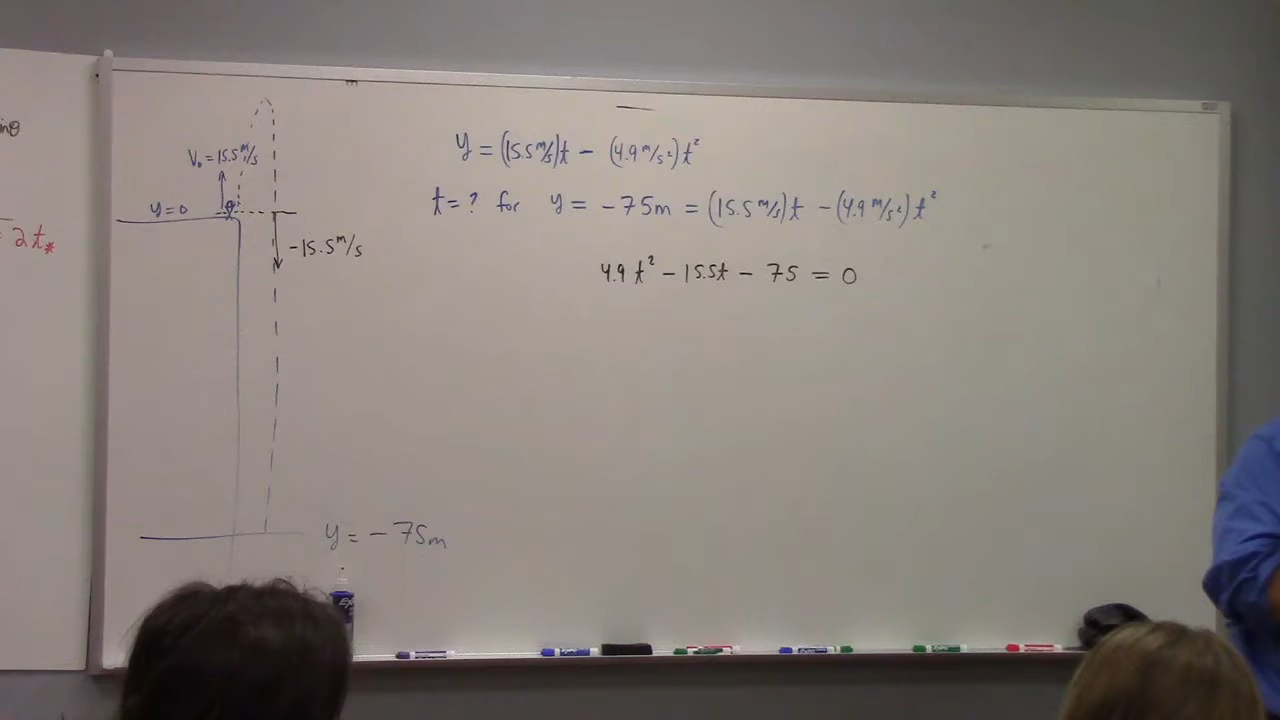 V₀ = 15.5 m/s
y=0
-15.5 m/s
y = -75m
= 2t*
y = (15.5 m/s)t - (4.9 m/s²)t²
t = ? for y = -75m = (15.5 m/s)t - (4.9 m/s²)t²
4.9t² - 15.5t - 75 = 0